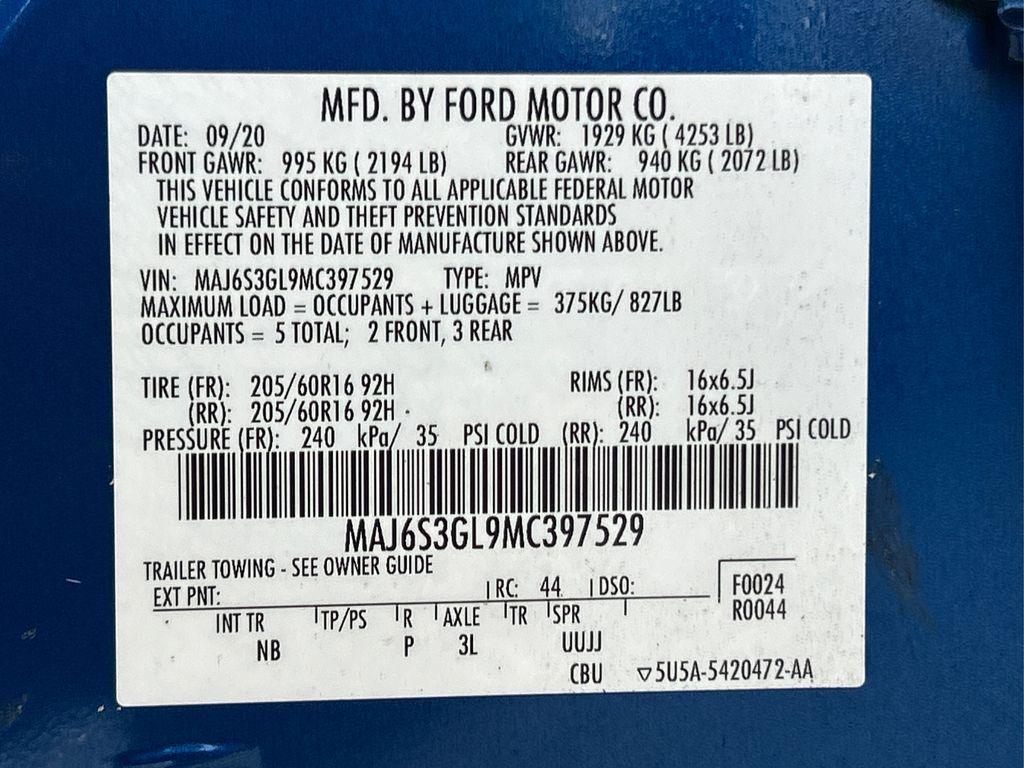 MFD. BY FORD MOTOR CO.
DATE: 09/20 GVWR: 1929 KG ( 4253 LB)
FRONT GAWR: 995 KG ( 2194 LB) REAR GAWR: 940 KG ( 2072 LB)
THIS VEHICLE CONFORMS TO ALL APPLICABLE FEDERAL MOTOR
VEHICLE SAFETY AND THEFT PREVENTION STANDARDS
IN EFFECT ON THE DATE OF MANUFACTURE SHOWN ABOVE.
VIN: MAJ6S3GL9MC397529 TYPE: MPV
MAXIMUM LOAD = OCCUPANTS + LUGGAGE = 375KG/ 827LB
OCCUPANTS = 5 TOTAL; 2 FRONT, 3 REAR
TIRE (FR): 205/60R16 92H RIMS (FR): 16x6.5J
(RR): 205/60R16 92H (RR): 16x6.5J
PRESSURE (FR): 240 kPa/ 35 PSI COLD (RR): 240 kPa/ 35 PSI COLD
MAJ6S3GL9MC397529
TRAILER TOWING - SEE OWNER GUIDE
EXT PNT: RC: 44 DSO: F0024
R0044
INT TR TP/PS R AXLE TR SPR
NB P 3L UUJJ
CBU ▽5U5A-5420472-AA